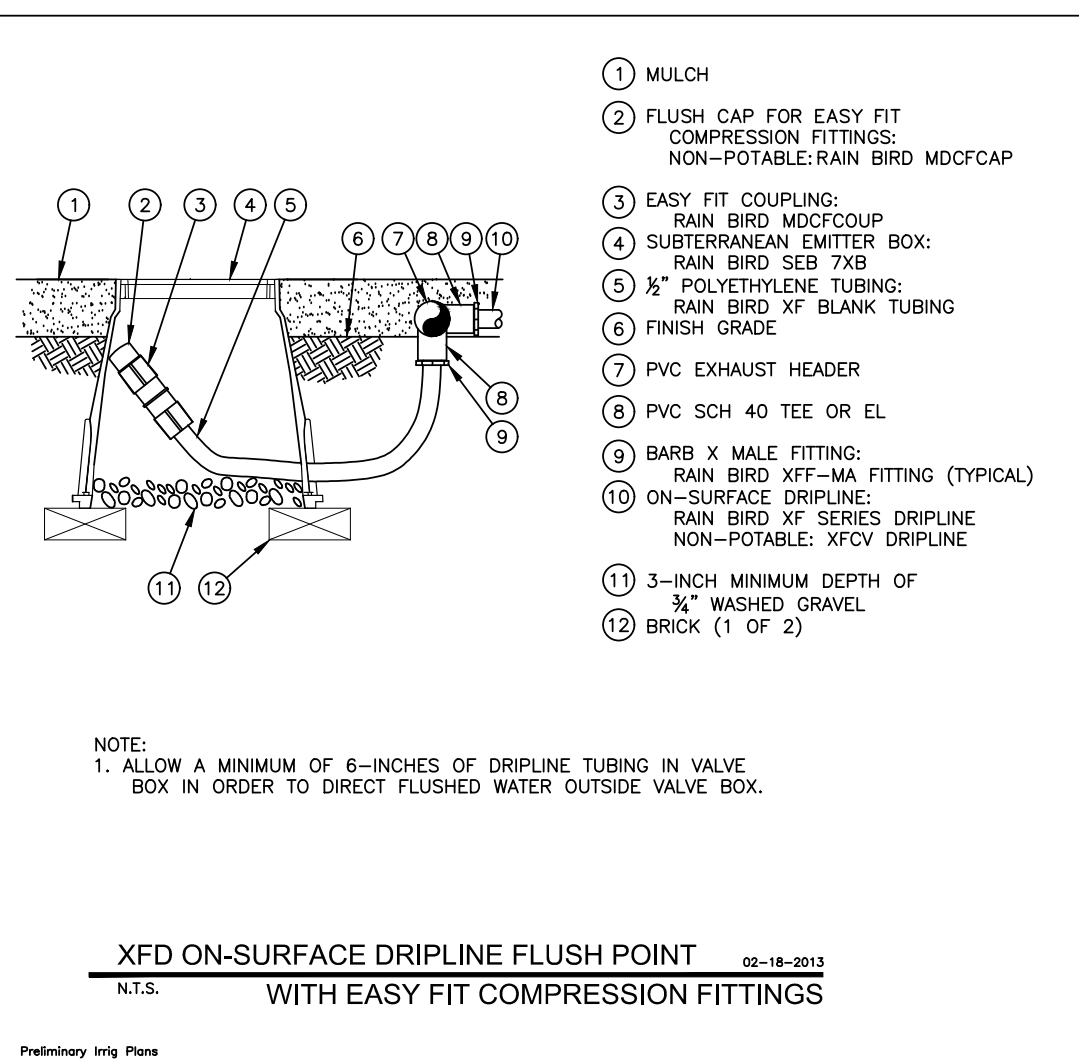 1 MULCH
2 FLUSH CAP FOR EASY FIT
COMPRESSION FITTINGS:
NON-POTABLE: RAIN BIRD MDCFCAP
3 EASY FIT COUPLING:
RAIN BIRD MDCFCOUP
4 SUBTERRANEAN EMITTER BOX:
RAIN BIRD SEB 7XB
5 ½" POLYETHYLENE TUBING:
RAIN BIRD XF BLANK TUBING
6 FINISH GRADE
7 PVC EXHAUST HEADER
8 PVC SCH 40 TEE OR EL
9 BARB X MALE FITTING:
RAIN BIRD XFF-MA FITTING (TYPICAL)
10 ON-SURFACE DRIPLINE:
RAIN BIRD XF SERIES DRIPLINE
NON-POTABLE: XFCV DRIPLINE
11 3-INCH MINIMUM DEPTH OF
¾" WASHED GRAVEL
12 BRICK (1 OF 2)
1 2 3 4 5
6 7 8 9 10
8
9
11 12
NOTE:
1. ALLOW A MINIMUM OF 6-INCHES OF DRIPLINE TUBING IN VALVE
BOX IN ORDER TO DIRECT FLUSHED WATER OUTSIDE VALVE BOX.
XFD ON-SURFACE DRIPLINE FLUSH POINT 02-18-2013
N.T.S. WITH EASY FIT COMPRESSION FITTINGS
Preliminary Irrig Plans